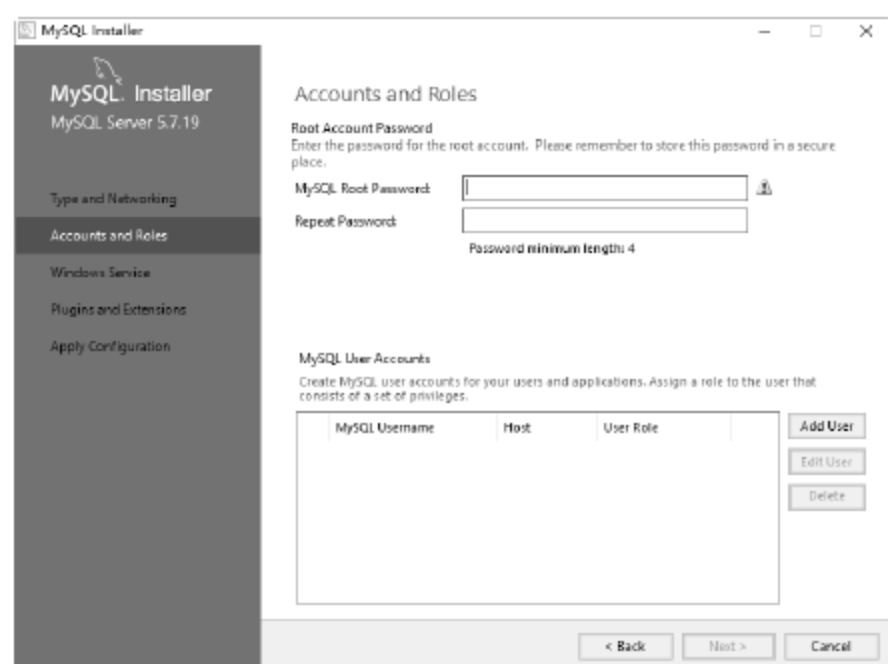 MySQL Installer
MySQL. Installer
MySQL Server 5.7.19
Type and Networking
Accounts and Roles
Windows Service
Plugins and Extensions
Apply Configuration
Accounts and Roles
Root Account Password
Enter the password for the root account. Please remember to store this password in a secure
place.
MySQL Root Password:
Repeat Password:
Password minimum length: 4
MySQL User Accounts
Create MySQL user accounts for your users and applications. Assign a role to the user that
consists of a set of privileges.
MySQL Username Host User Role
Add User
Edit User
Delete
< Back Next > Cancel